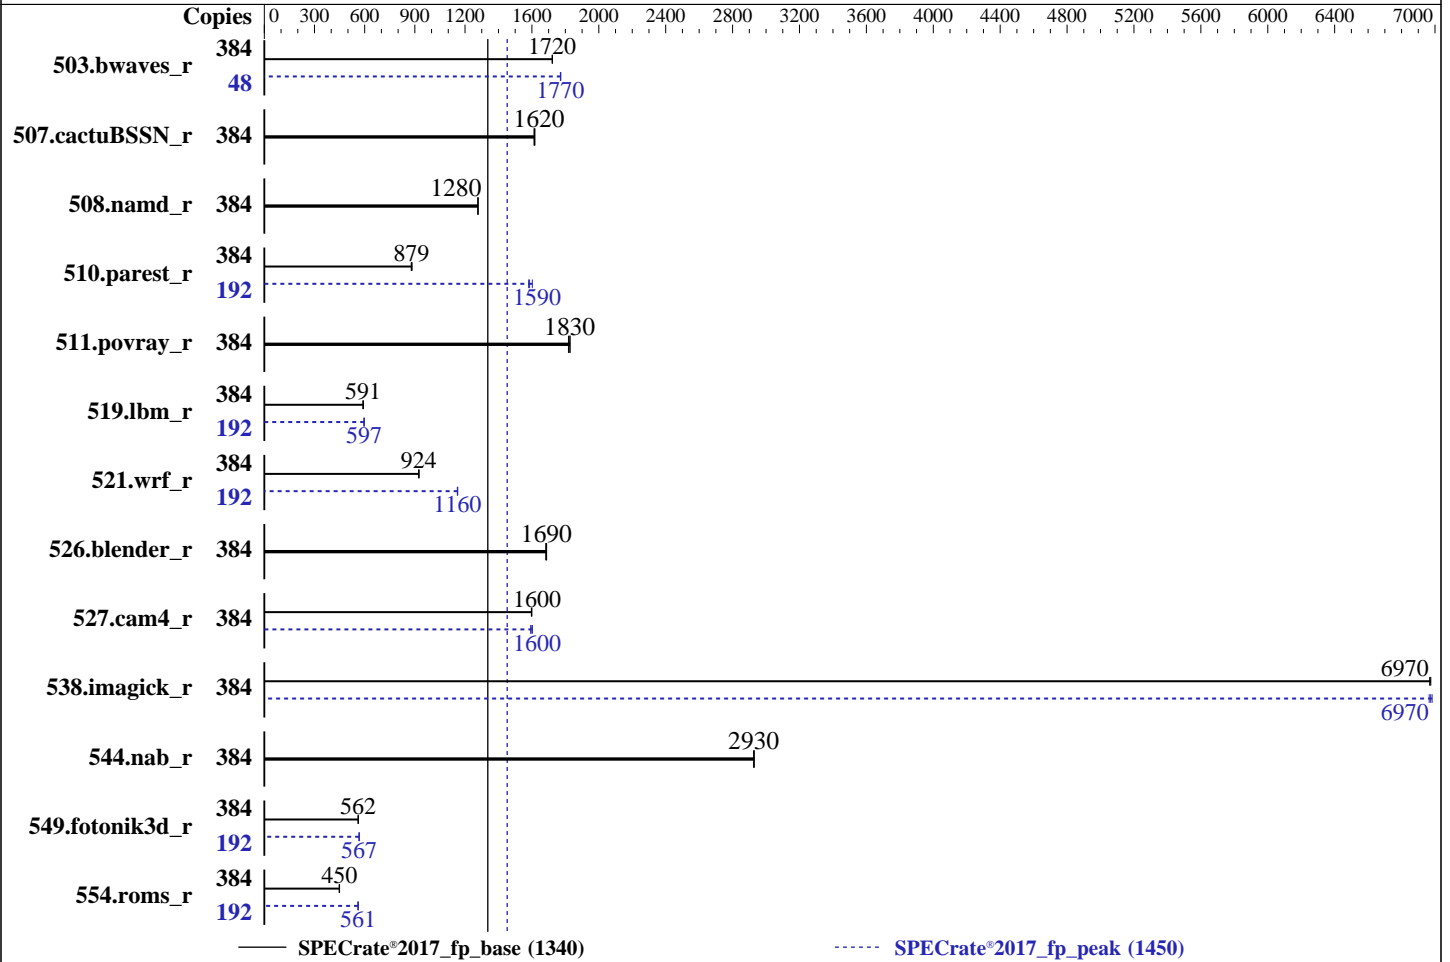 Copies 0 300 600 900 1200 1600 2000 2400 2800 3200 3600 4000 4400 4800 5200 5600 6000 6400 7000
503.bwaves_r 384 1720
48 1770
507.cactuBSSN_r 384 1620
508.namd_r 384 1280
510.parest_r 384 879
192 1590
511.povray_r 384 1830
519.lbm_r 384 591
192 597
521.wrf_r 384 924
192 1160
526.blender_r 384 1690
527.cam4_r 384 1600
1600
538.imagick_r 384 6970
6970
544.nab_r 384 2930
549.fotonik3d_r 384 562
192 567
554.roms_r 384 450
192 561
SPECrate®2017_fp_base (1340) SPECrate®2017_fp_peak (1450)